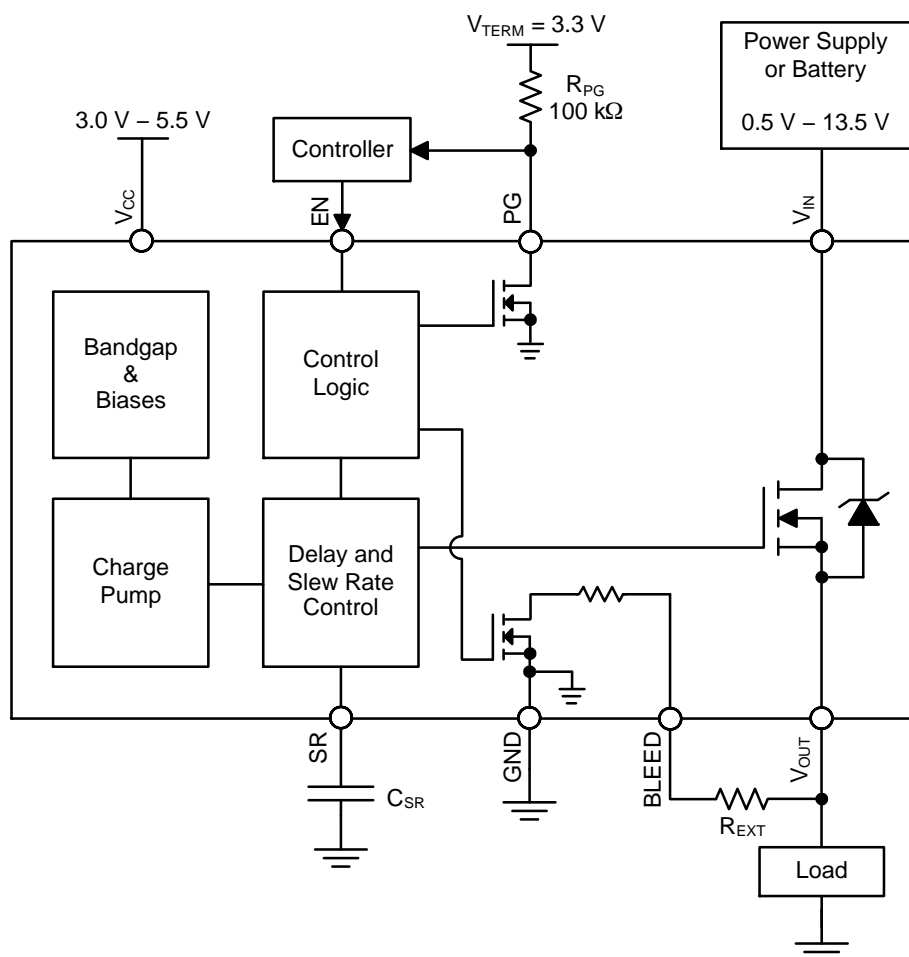 V_TERM = 3.3 V
Power Supply
or Battery
0.5 V – 13.5 V
R_PG
100 kΩ
3.0 V – 5.5 V
Controller
V_CC
EN
PG
V_IN
Bandgap
&
Biases
Control
Logic
Charge
Pump
Delay and
Slew Rate
Control
SR
GND
BLEED
V_OUT
C_SR
R_EXT
Load